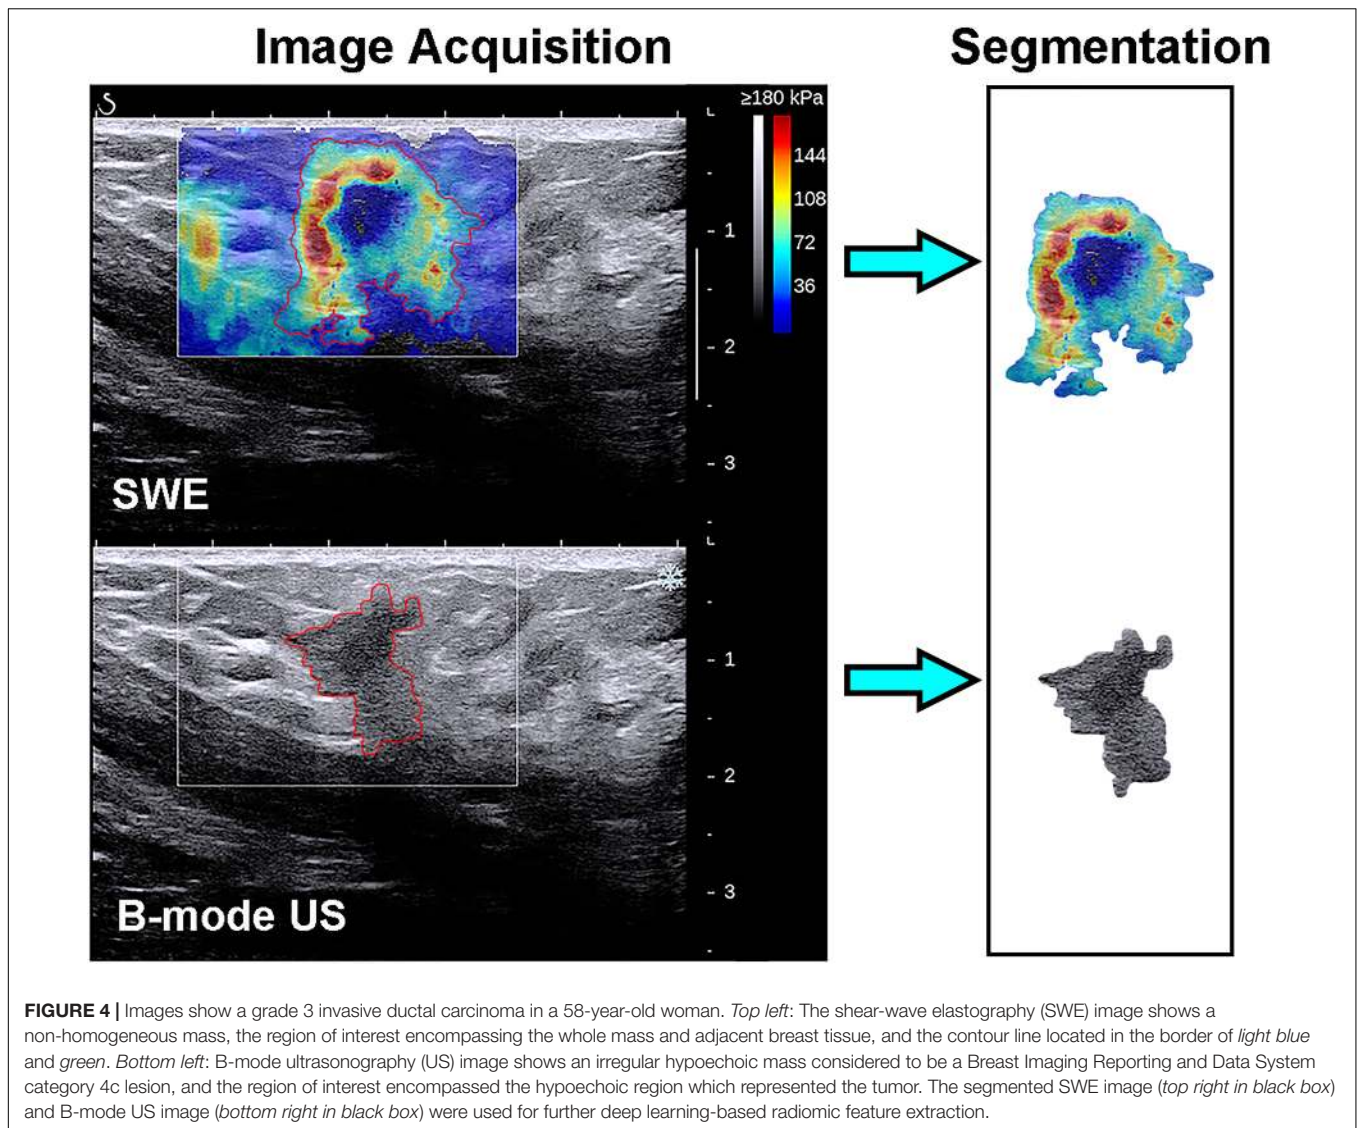 Image Acquisition
Segmentation
S
≥180 kPa
144
108
72
36
L
- 1
- 2
- 3
SWE
L
- 1
- 2
- 3
B-mode US
FIGURE 4 | Images show a grade 3 invasive ductal carcinoma in a 58-year-old woman. Top left: The shear-wave elastography (SWE) image shows a
non-homogeneous mass, the region of interest encompassing the whole mass and adjacent breast tissue, and the contour line located in the border of light blue
and green. Bottom left: B-mode ultrasonography (US) image shows an irregular hypoechoic mass considered to be a Breast Imaging Reporting and Data System
category 4c lesion, and the region of interest encompassed the hypoechoic region which represented the tumor. The segmented SWE image (top right in black box)
and B-mode US image (bottom right in black box) were used for further deep learning-based radiomic feature extraction.